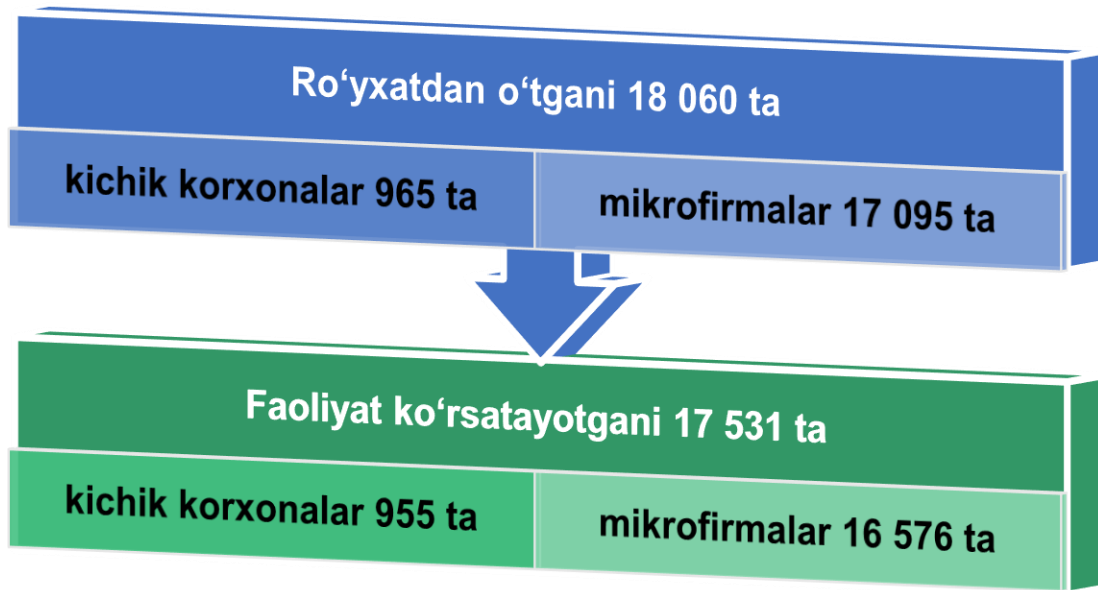 Ro‘yxatdan o‘tgani 18 060 ta
kichik korxonalar 965 ta
mikrofirmalar 17 095 ta
Faoliyat ko‘rsatayotgani 17 531 ta
kichik korxonalar 955 ta
mikrofirmalar 16 576 ta